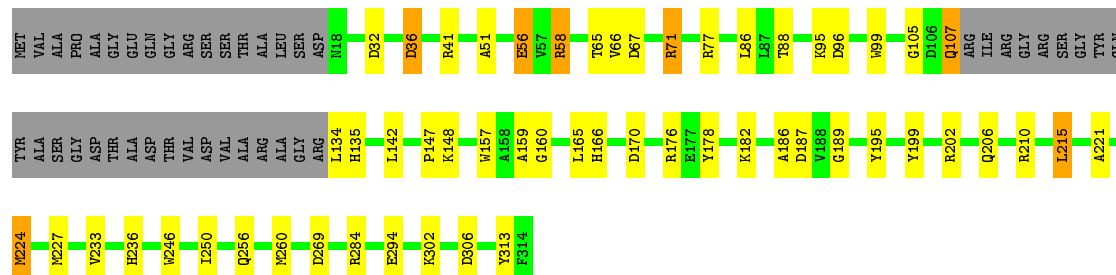 MET VAL ALA PRO ALA GLY GLU GLN GLY ARG SER SER THR ALA LEU SER ASP N18 D32 D36 R41 A51 E56 V57 R58 T65 V66 D67 R71 R77 L86 L87 T88 K95 D96 W99 G105 D106 Q107 ARG ILE ARG GLY ARG SER GLY TYR GLN
TYR ALA SER GLY ASP THR ALA ASP THR VAL ASP VAL ALA ARG ALA GLY ARG L134 H135 L142 P147 K148 W157 A158 A159 G160 L165 H166 D170 R176 E177 Y178 K182 A186 D187 V188 G189 Y195 Y199 R202 Q206 R210 L215 A221
M224 M227 V233 H236 W246 I250 Q256 M260 D269 R284 E294 K302 D306 Y313 F314